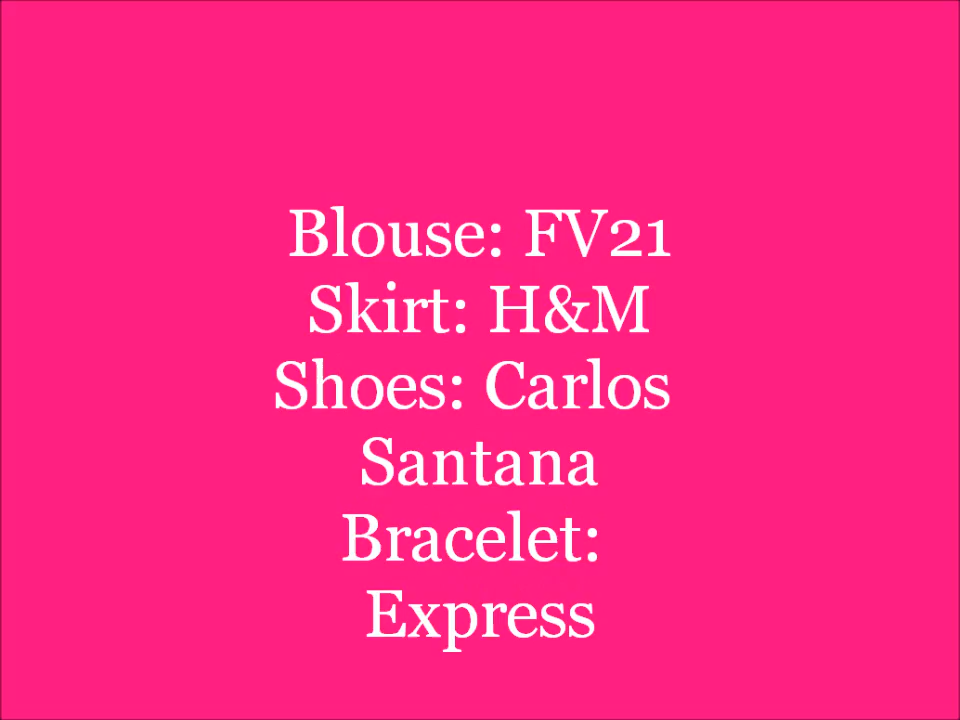 Blouse: FV21
Skirt: H&M
Shoes: Carlos
Santana
Bracelet:
Express